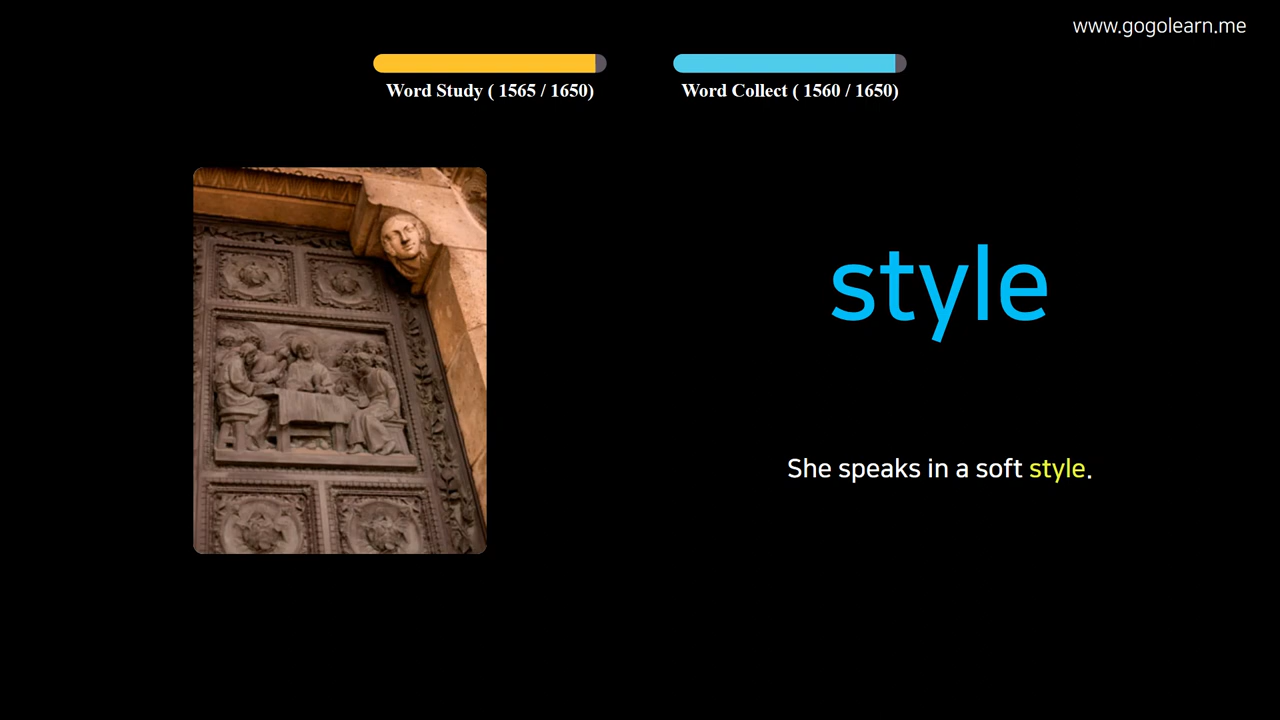 www.gogolearn.me
Word Study ( 1565 / 1650)
Word Collect ( 1560 / 1650)
style
She speaks in a soft style.